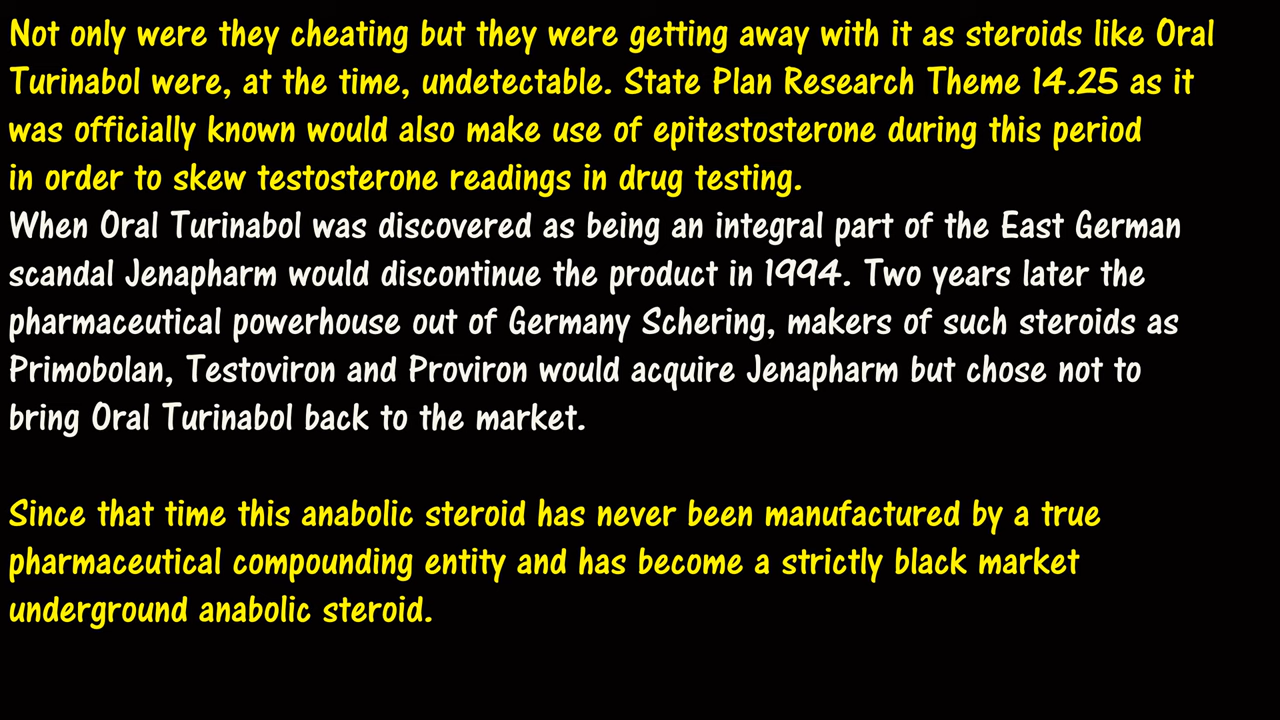 Not only were they cheating but they were getting away with it as steroids like Oral
Turinabol were, at the time, undetectable. State Plan Research Theme 14.25 as it
was officially known would also make use of epitestosterone during this period
in order to skew testosterone readings in drug testing.
When Oral Turinabol was discovered as being an integral part of the East German
scandal Jenapharm would discontinue the product in 1994. Two years later the
pharmaceutical powerhouse out of Germany Schering, makers of such steroids as
Primobolan, Testoviron and Proviron would acquire Jenapharm but chose not to
bring Oral Turinabol back to the market.
Since that time this anabolic steroid has never been manufactured by a true
pharmaceutical compounding entity and has become a strictly black market
underground anabolic steroid.